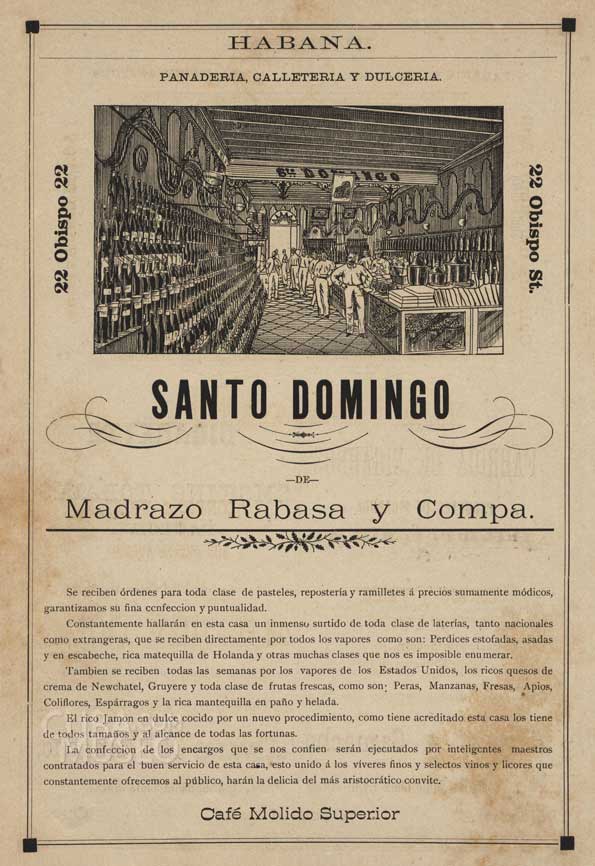 HABANA.
PANADERIA, CALLETERIA Y DULCERIA.
22 Obispo 22
Sto DOMINGO
22 Obispo St.
SANTO DOMINGO
—DE—
Madrazo Rabasa y Compa.
Se reciben órdenes para toda clase de pasteles, repostería y ramilletes á precios sumamente módicos,
garantizamos su fina ccnfeccion y puntualidad.
Constantemente hallarán en esta casa un inmenso surtido de toda clase de laterías, tanto nacionales
como extrangeras, que se reciben directamente por todos los vapores como son: Perdices estofadas, asadas
y en escabeche, rica matequilla de Holanda y otras muchas clases que nos es imposible enumerar.
Tambien se reciben todas las semanas por los vapores de los Estados Unidos, los ricos quesos de
crema de Newchatel, Gruyere y toda clase de frutas frescas, como son: Peras, Manzanas, Fresas, Apios,
Coliflores, Espárragos y la rica mantequilla en paño y helada.
El rico Jamon en dulce cocido por un nuevo procedimiento, como tiene acreditado esta casa los tiene
de todos tamaños y al alcance de todas las fortunas.
La confeccion de los encargos que se nos confien serán ejecutados por inteligentes maestros
contratados para el buen servicio de esta casa, esto unido á los víveres finos y selectos vinos y licores que
constantemente ofrecemos al público, harán la delicia del más aristocrático convite.
Café Molido Superior